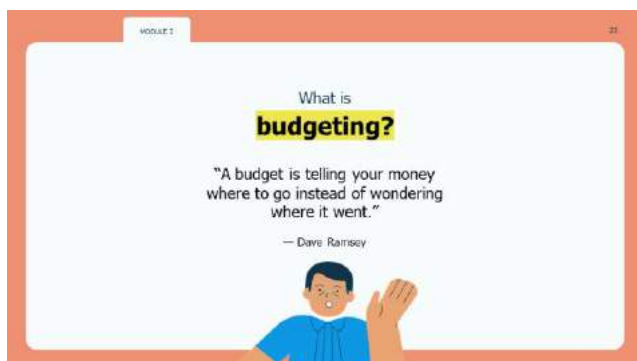 MODULE 2
What is
budgeting?
“A budget is telling your money
where to go instead of wondering
where it went.”
— Dave Ramsey